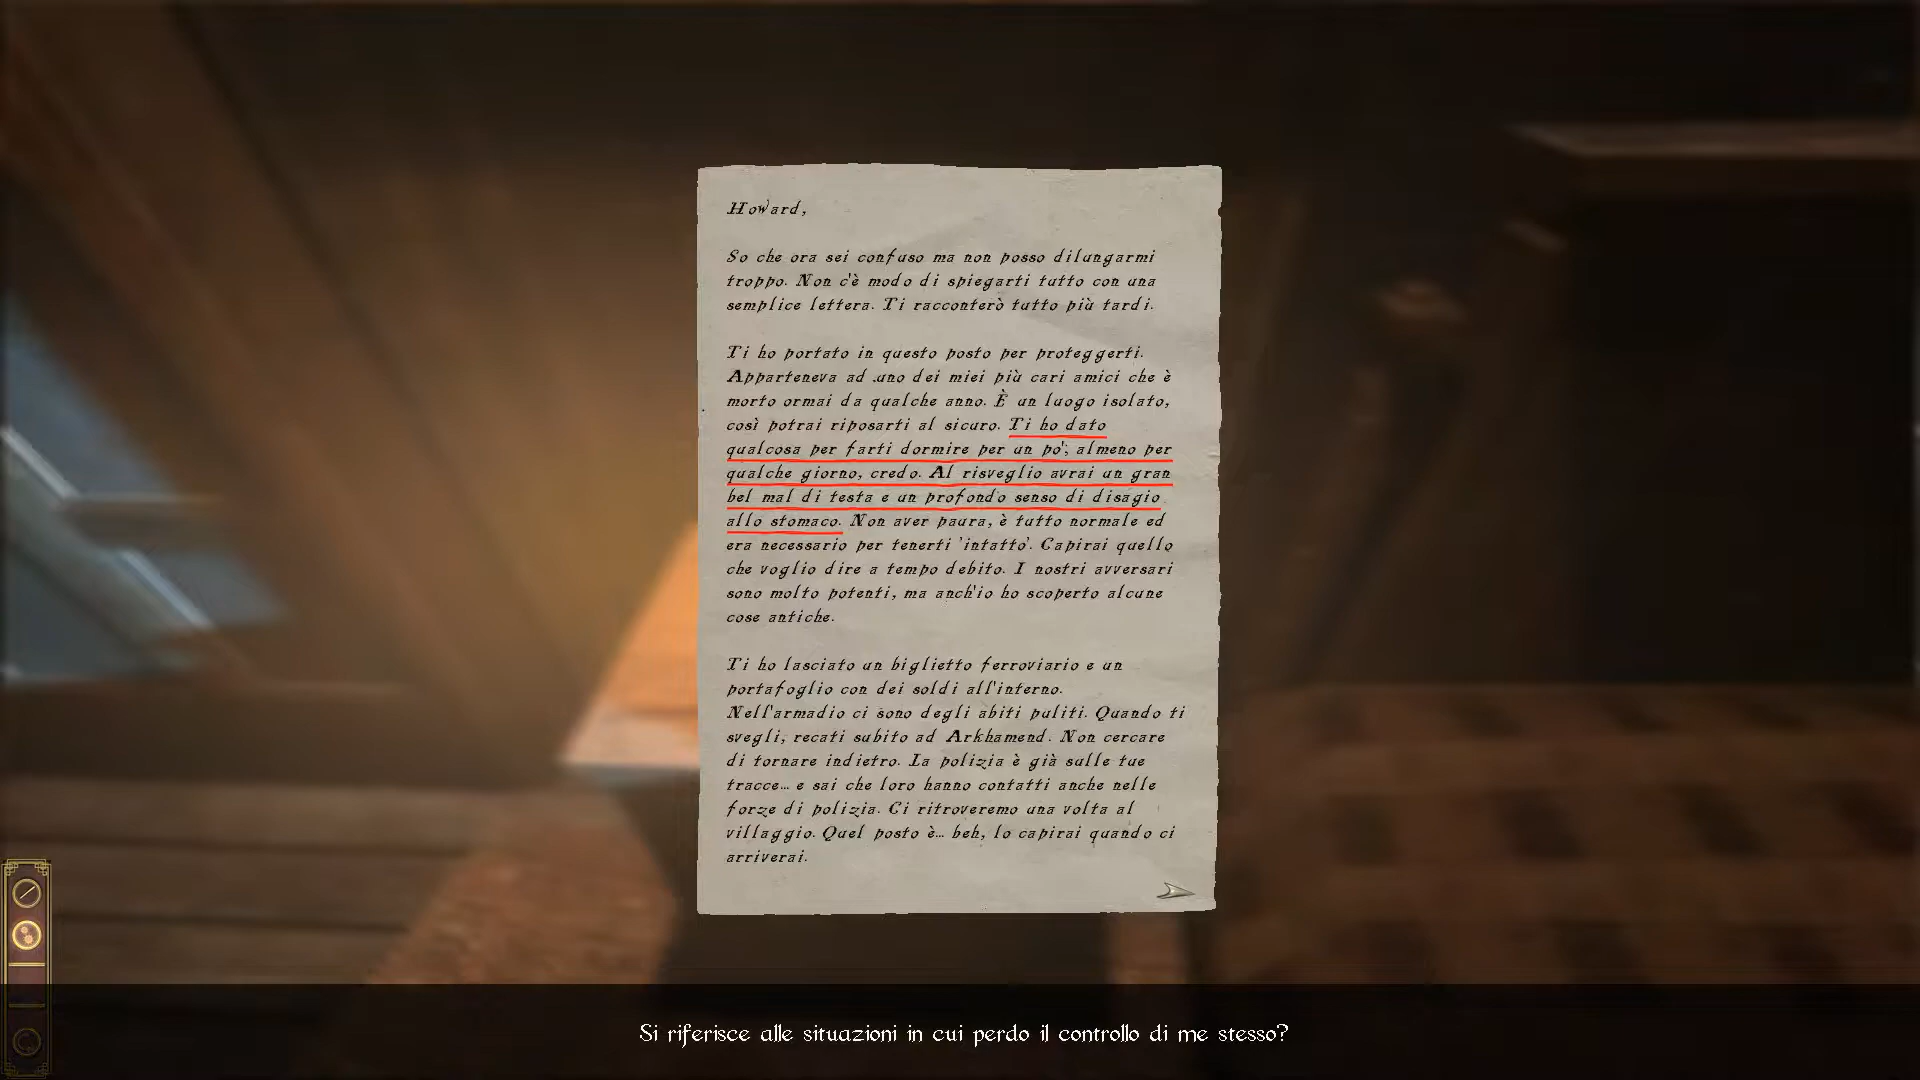 Howard,
So che ora sei confuso ma non posso dilungarmi
troppo. Non c'è modo di spiegarti tutto con una
semplice lettera. Ti racconterò tutto più tardi.
Ti ho portato in questo posto per proteggerti.
Apparteneva ad uno dei miei più cari amici che è
morto ormai da qualche anno. È un luogo isolato,
così potrai riposarti al sicuro. Ti ho dato
qualcosa per farti dormire per un po', almeno per
qualche giorno, credo. Al risveglio avrai un gran
bel mal di testa e un profondo senso di disagio
allo stomaco. Non aver paura, è tutto normale ed
era necessario per tenerti 'intatto'. Capirai quello
che voglio dire a tempo debito. I nostri avversari
sono molto potenti, ma anch'io ho scoperto alcune
cose antiche.
Ti ho lasciato un biglietto ferroviario e un
portafoglio con dei soldi all'interno.
Nell'armadio ci sono degli abiti puliti. Quando ti
svegli, recati subito ad Arkhamend. Non cercare
di tornare indietro. La polizia è già sulle tue
tracce... e sai che loro hanno contatti anche nelle
forze di polizia. Ci ritroveremo una volta al
villaggio. Quel posto è... beh, lo capirai quando ci
arriverai.
Si riferisce alle situazioni in cui perdo il controllo di me stesso?